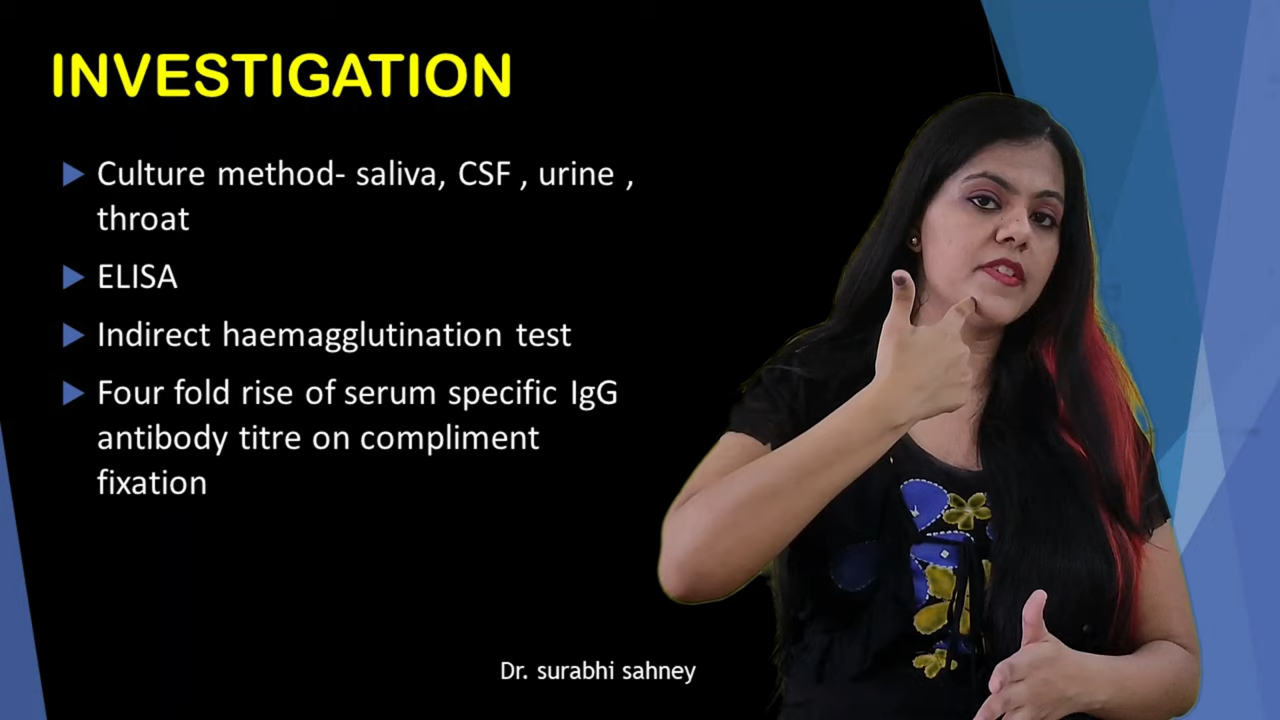 INVESTIGATION
Culture method- saliva, CSF , urine ,
throat
ELISA
Indirect haemagglutination test
Four fold rise of serum specific IgG
antibody titre on compliment
fixation
Dr. surabhi sahney